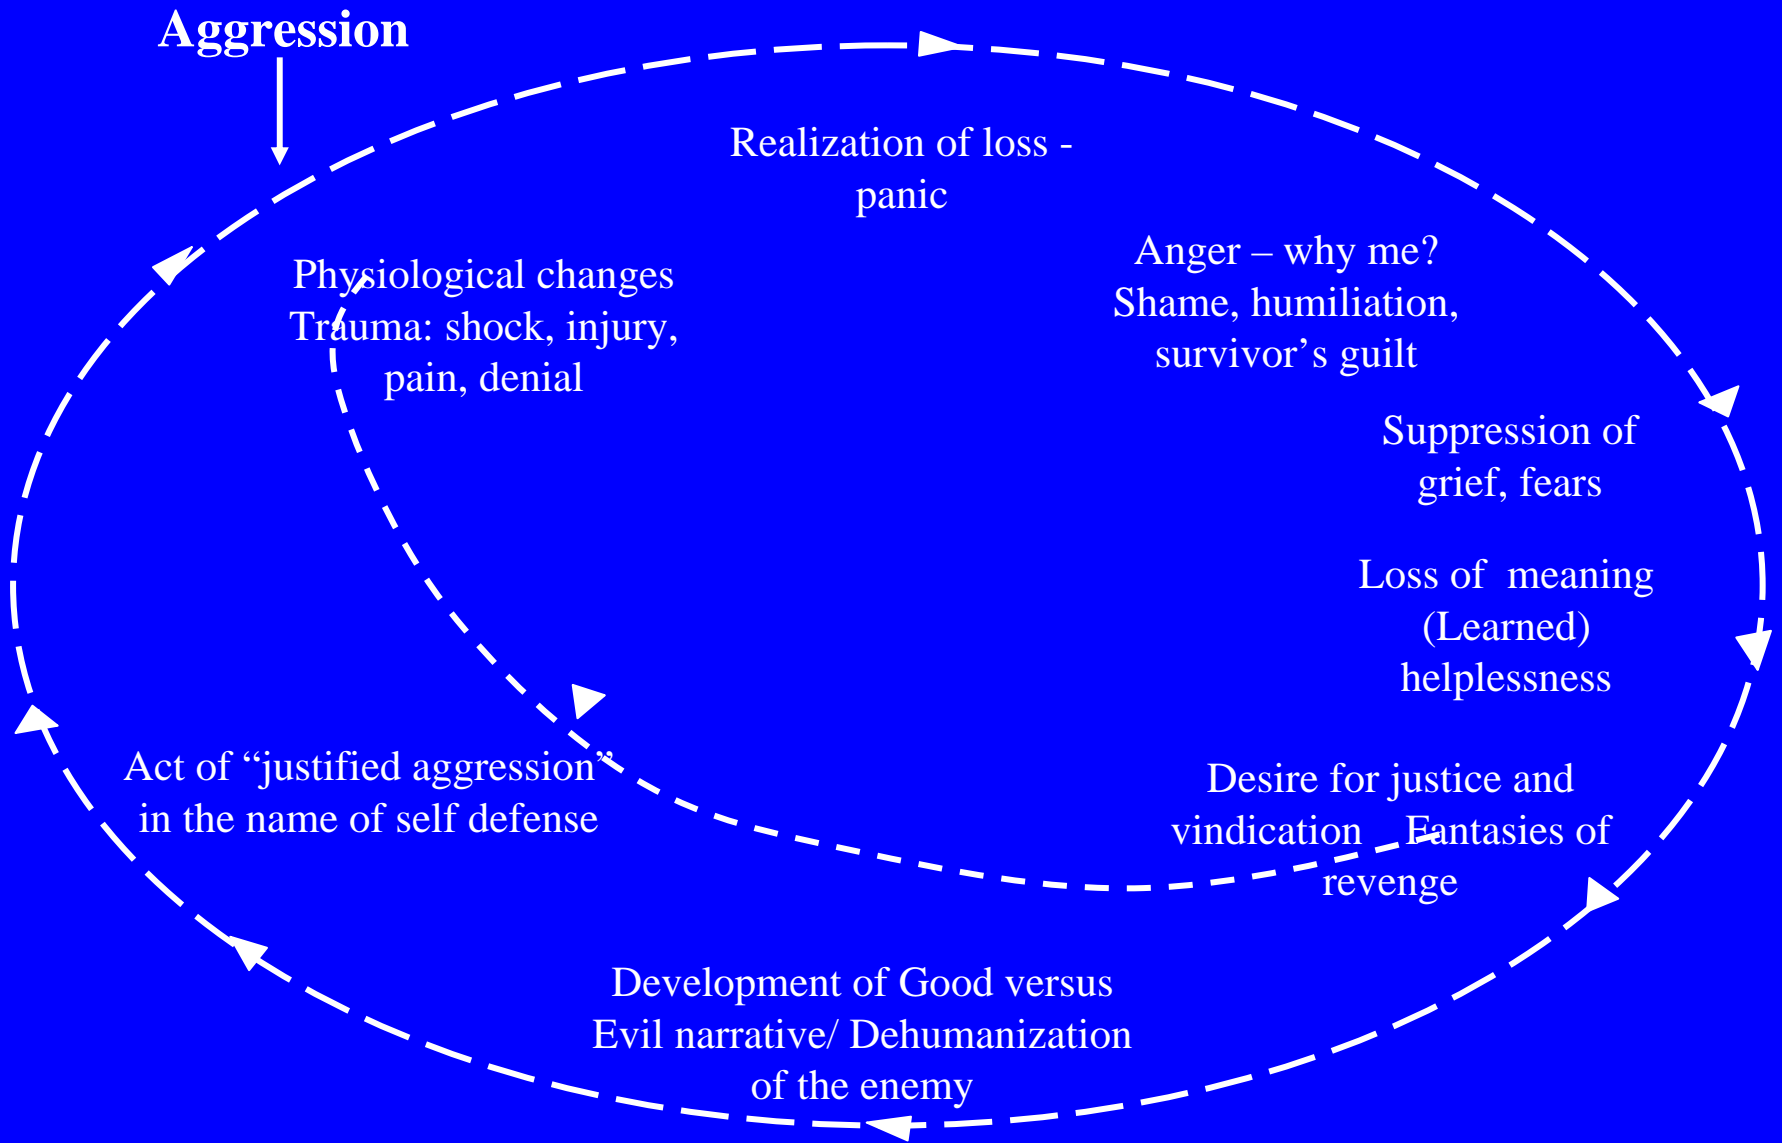 Aggression
Realization of loss -
panic
Anger – why me?
Shame, humiliation,
survivor’s guilt
Physiological changes
Trauma: shock, injury,
pain, denial
Suppression of
grief, fears
Loss of  meaning
(Learned)
helplessness
Act of “justified aggression”
in the name of self defense
Desire for justice and
vindication    Fantasies of
revenge
Development of Good versus
Evil narrative/ Dehumanization
of the enemy